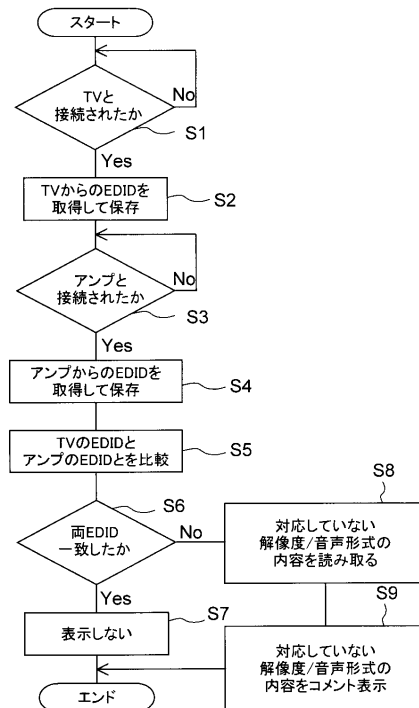 スタート
TVと
接続されたか
No
S1
Yes
TVからのEDIDを
取得して保存
S2
アンプと
接続されたか
No
S3
Yes
アンプからのEDIDを
取得して保存
S4
TVのEDIDと
アンプのEDIDとを比較
S5
S6
両EDID
一致したか
No
Yes
S7
表示しない
エンド
S8
対応していない
解像度/音声形式の
内容を読み取る
S9
対応していない
解像度/音声形式の
内容をコメント表示